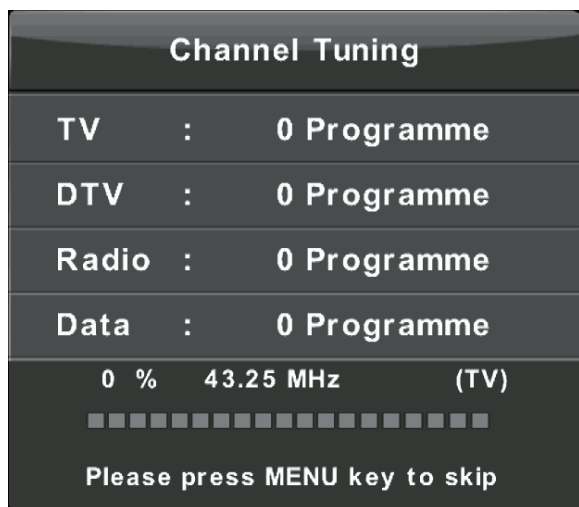 Channel Tuning
TV : 0 Programme
DTV : 0 Programme
Radio : 0 Programme
Data : 0 Programme
0 % 43.25 MHz (TV)
Please press MENU key to skip